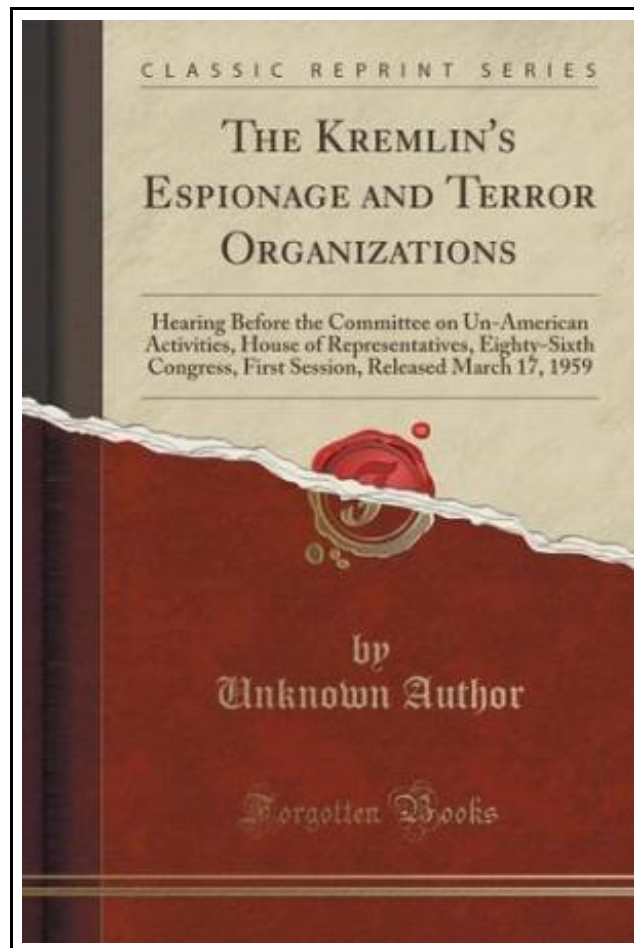 CLASSIC REPRINT SERIES
THE KREMLIN'S
ESPIONAGE AND TERROR
ORGANIZATIONS
Hearing Before the Committee on Un-American
Activities, House of Representatives, Eighty-Sixth
Congress, First Session, Released March 17, 1959
by
Unknown Author
Forgotten Books